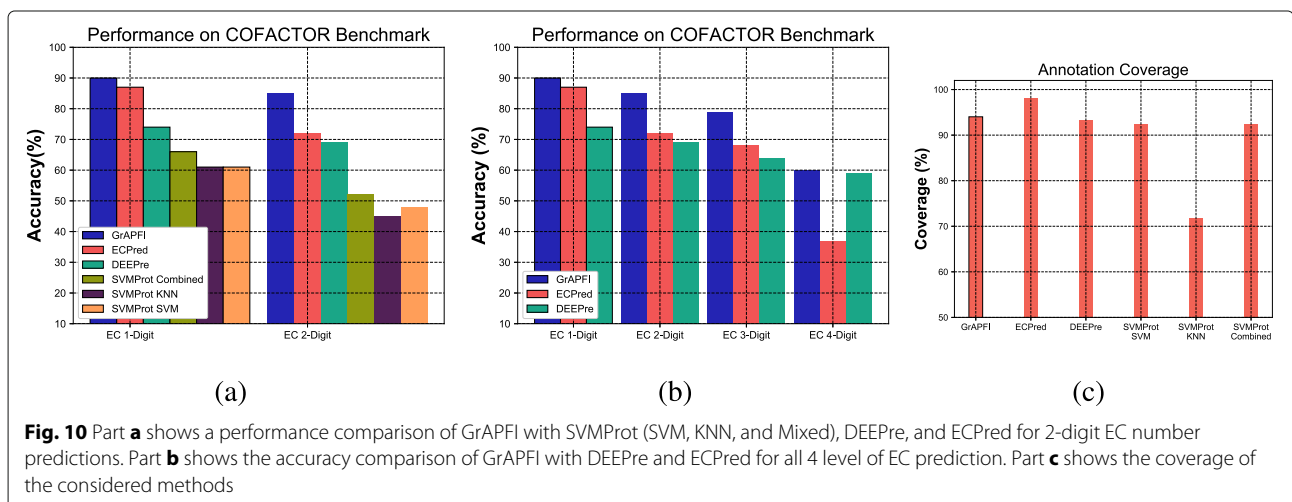 Performance on COFACTOR Benchmark
100
90
80
70
60
50
40
30
20
10
Accuracy(%)
GrAPFI
ECPred
DEEPre
SVMProt Combined
SVMProt KNN
SVMProt SVM
EC 1-Digit
EC 2-Digit
(a)
Performance on COFACTOR Benchmark
100
90
80
70
60
50
40
30
20
10
Accuracy (%)
GrAPFI
ECPred
DEEPre
EC 1-Digit
EC 2-Digit
EC 3-Digit
EC 4-Digit
(b)
Annotation Coverage
100
90
80
70
60
50
Coverage (%)
GrAPFI
ECPred
DEEPre
SVMProt
SVM
SVMProt
KNN
SVMProt
Combined
(c)
Fig. 10 Part a shows a performance comparison of GrAPFI with SVMProt (SVM, KNN, and Mixed), DEEPre, and ECPred for 2-digit EC number
predictions. Part b shows the accuracy comparison of GrAPFI with DEEPre and ECPred for all 4 level of EC prediction. Part c shows the coverage of
the considered methods